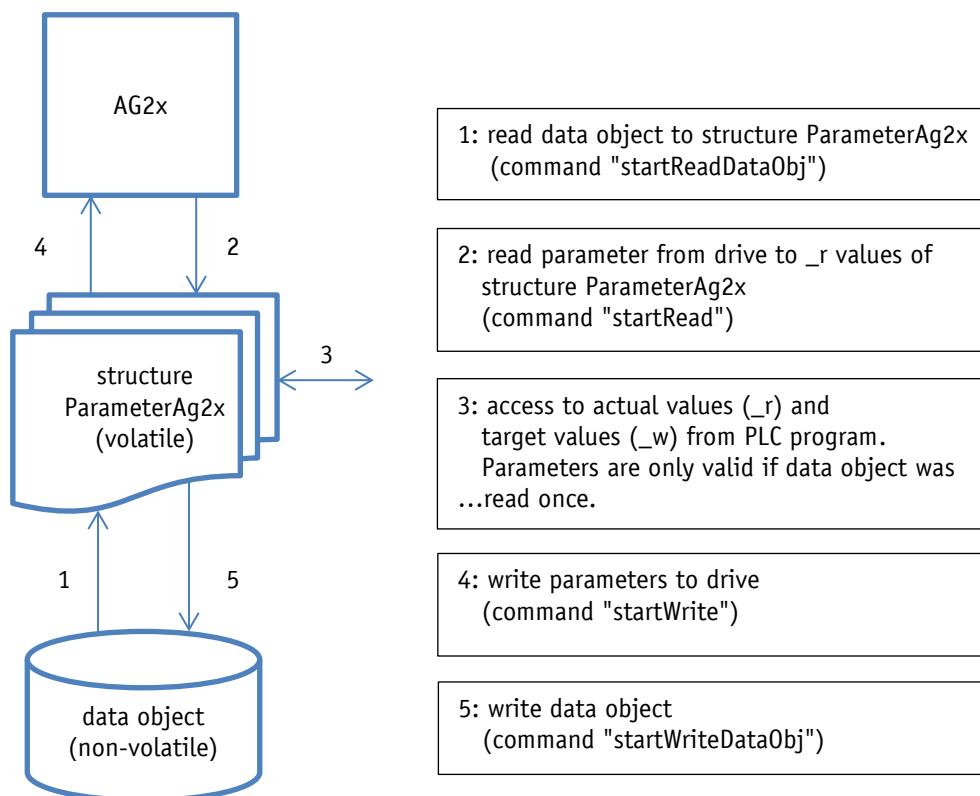 AG2x
4
2
3
structure
ParameterAg2x
(volatile)
1
5
data object
(non-volatile)
1: read data object to structure ParameterAg2x
(command "startReadDataObj")
2: read parameter from drive to _r values of
structure ParameterAg2x
(command "startRead")
3: access to actual values (_r) and
target values (_w) from PLC program.
Parameters are only valid if data object was
...read once.
4: write parameters to drive
(command "startWrite")
5: write data object
(command "startWriteDataObj")